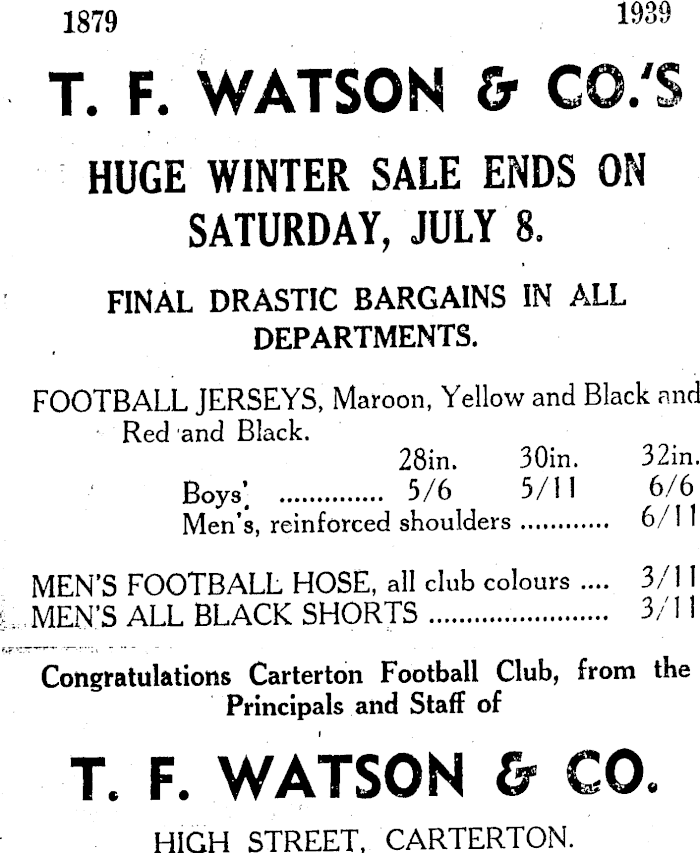 1879 1939
T. F. WATSON & CO.'S
HUGE WINTER SALE ENDS ON
SATURDAY, JULY 8.
FINAL DRASTIC BARGAINS IN ALL
DEPARTMENTS.
FOOTBALL JERSEYS, Maroon, Yellow and Black and
Red and Black.
28in. 30in. 32in.
Boys' ............... 5/6 5/11 6/6
Men's, reinforced shoulders ............ 6/11
MEN'S FOOTBALL HOSE, all club colours .... 3/11
MEN'S ALL BLACK SHORTS ........................ 3/11
Congratulations Carterton Football Club, from the
Principals and Staff of
T. F. WATSON & CO.
HIGH STREET, CARTERTON.